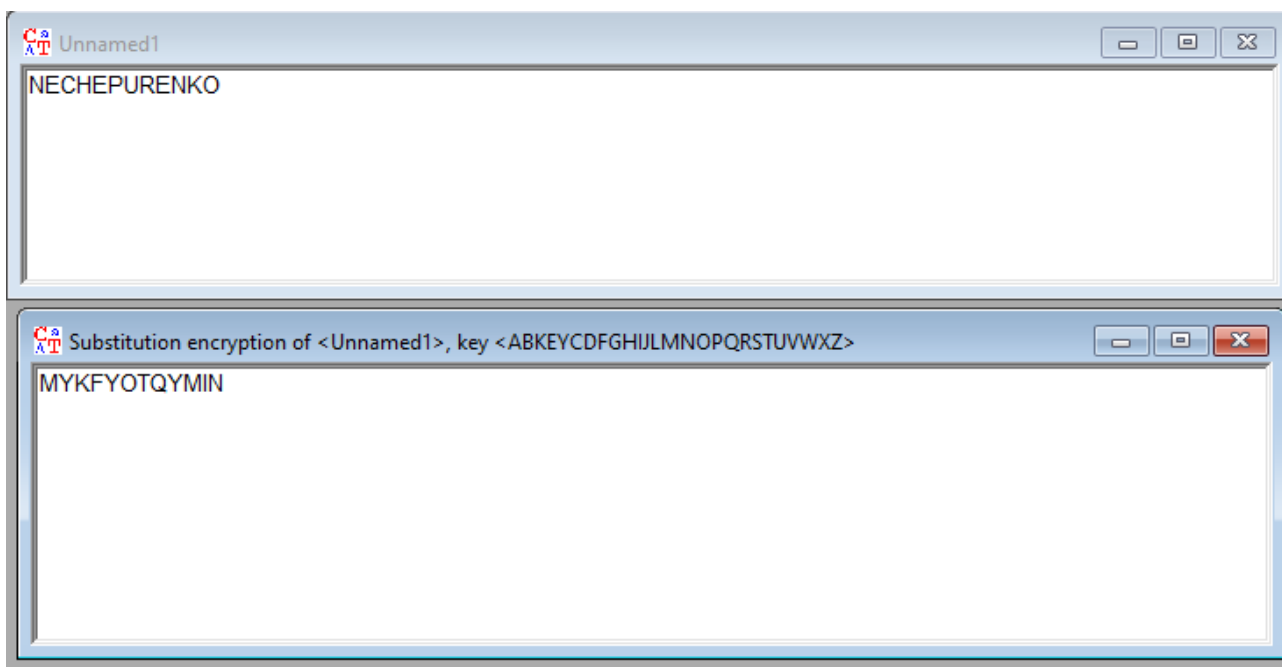 Unnamed1
NECHEPURENKO
Substitution encryption of <Unnamed1>, key <ABKEYCDFGHIJLMNOPQRSTUVWXZ>
MYKFYOTQYMIN